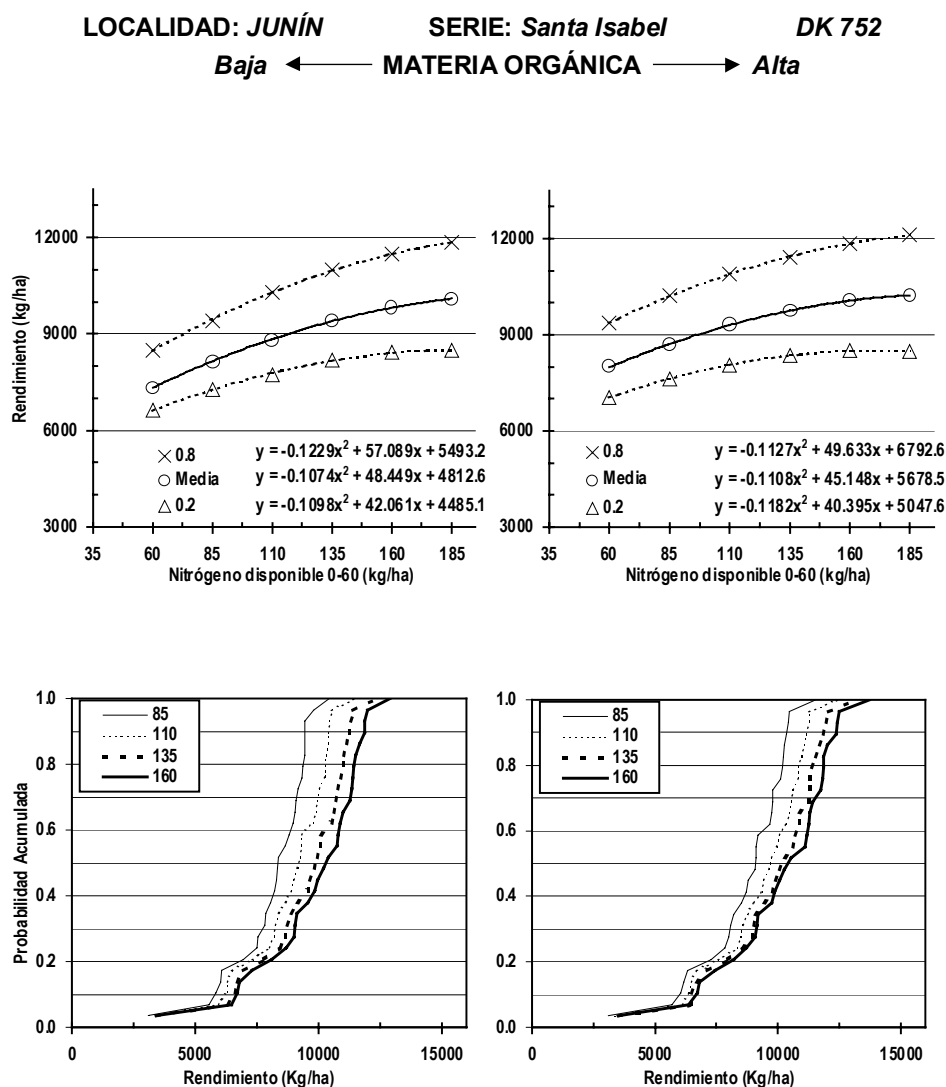 LOCALIDAD: JUNÍN SERIE: Santa Isabel DK 752
Baja MATERIA ORGÁNICA Alta
Rendimiento (kg/ha)
12000
9000
6000
3000
0.8 y = -0.1229x² + 57.089x + 5493.2
Media y = -0.1074x² + 48.449x + 4812.6
0.2 y = -0.1098x² + 42.061x + 4485.1
35 60 85 110 135 160 185
Nitrógeno disponible 0-60 (kg/ha)
12000
9000
6000
3000
0.8 y = -0.1127x² + 49.633x + 6792.6
Media y = -0.1108x² + 45.148x + 5678.5
0.2 y = -0.1182x² + 40.395x + 5047.6
35 60 85 110 135 160 185
Nitrógeno disponible 0-60 (kg/ha)
Probabilidad Acumulada
1.0
0.8
0.6
0.4
0.2
0.0
85
110
135
160
0 5000 10000 15000
Rendimiento (Kg/ha)
1.0
0.8
0.6
0.4
0.2
0.0
85
110
135
160
0 5000 10000 15000
Rendimiento (Kg/ha)